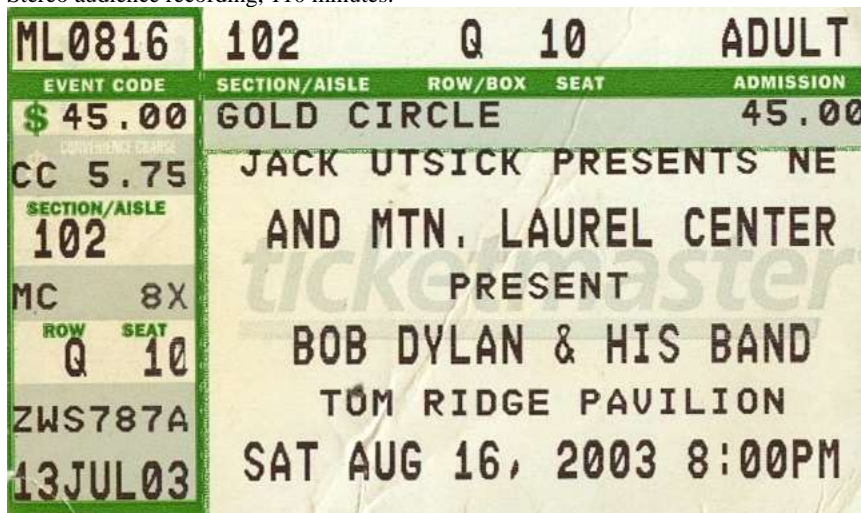 Stereo audience recording, 110 minutes.
ML0816 102 Q 10 ADULT
EVENT CODE SECTION/AISLE ROW/BOX SEAT ADMISSION
$ 45.00 GOLD CIRCLE 45.00
CONVENIENCE CHARGE
CC 5.75 JACK UTSICK PRESENTS NE
SECTION/AISLE
102 AND MTN. LAUREL CENTER
ticketmaster
MC 8X PRESENT
ROW SEAT
Q 10 BOB DYLAN & HIS BAND
ZWS787A TOM RIDGE PAVILION
13JUL03 SAT AUG 16, 2003 8:00PM